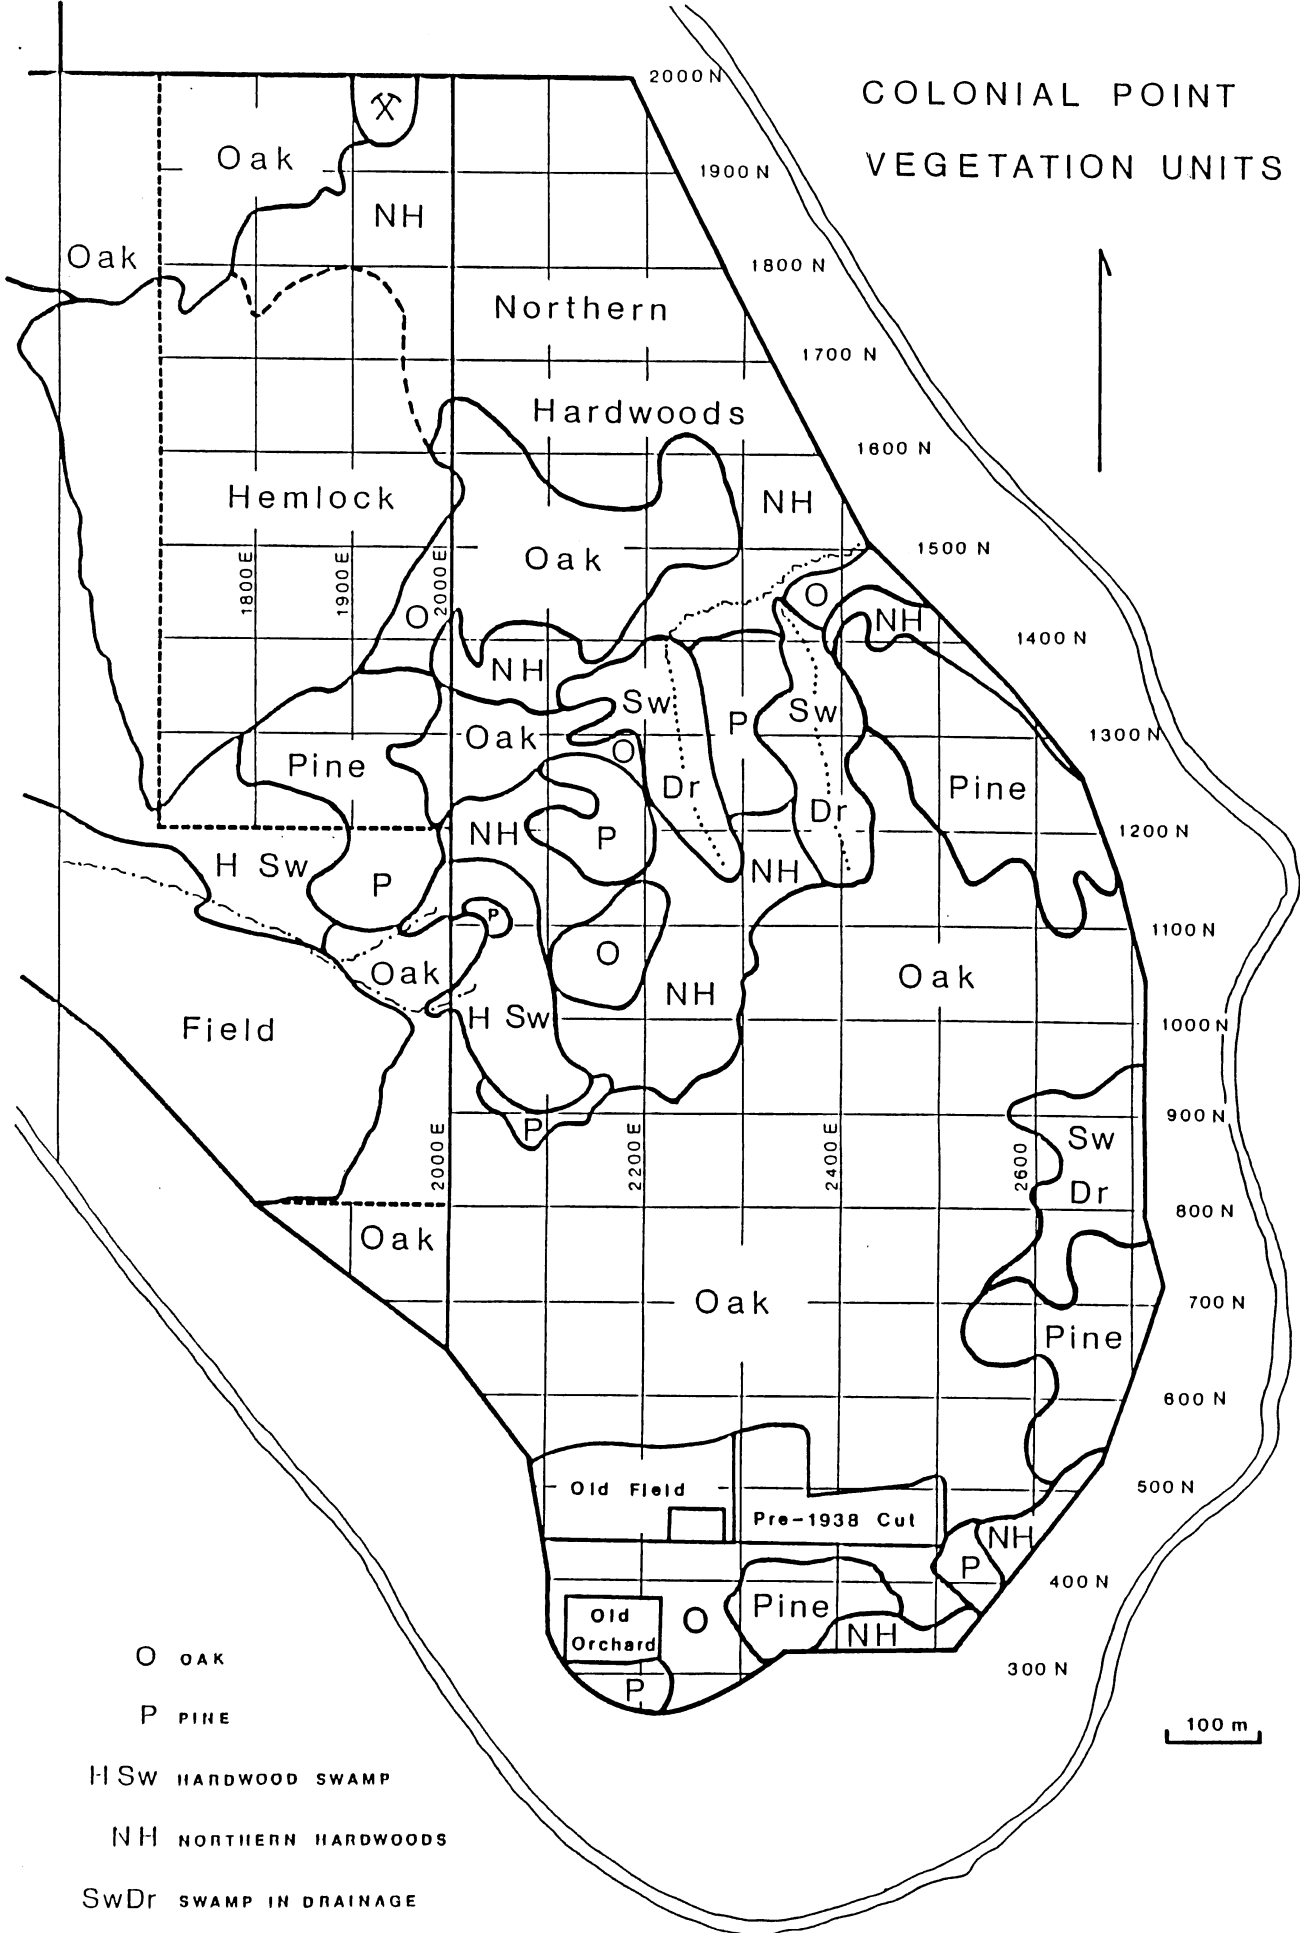 COLONIAL POINT
VEGETATION UNITS
2000 N
1900 N
1800 N
1700 N
1600 N
1500 N
1400 N
1300 N
1200 N
1100 N
1000 N
900 N
800 N
700 N
600 N
500 N
400 N
300 N
Oak
NH
Oak
Northern
Hardwoods
Hemlock
NH
Oak
1800 E
1900 E
2000 E
O
O
NH
NH
Sw
P
Sw
Oak
O
Pine
Dr
Dr
Pine
NH
P
H Sw
P
NH
P
Oak
O
NH
Oak
H Sw
Field
P
2000 E
2200 E
2400 E
2600
Sw
Dr
Oak
Oak
Pine
Old Field
Pre-1938 Cut
NH
P
Old
Orchard
O
Pine
NH
P
O OAK
P PINE
H Sw HARDWOOD SWAMP
NH NORTHERN HARDWOODS
SwDr SWAMP IN DRAINAGE
100 m